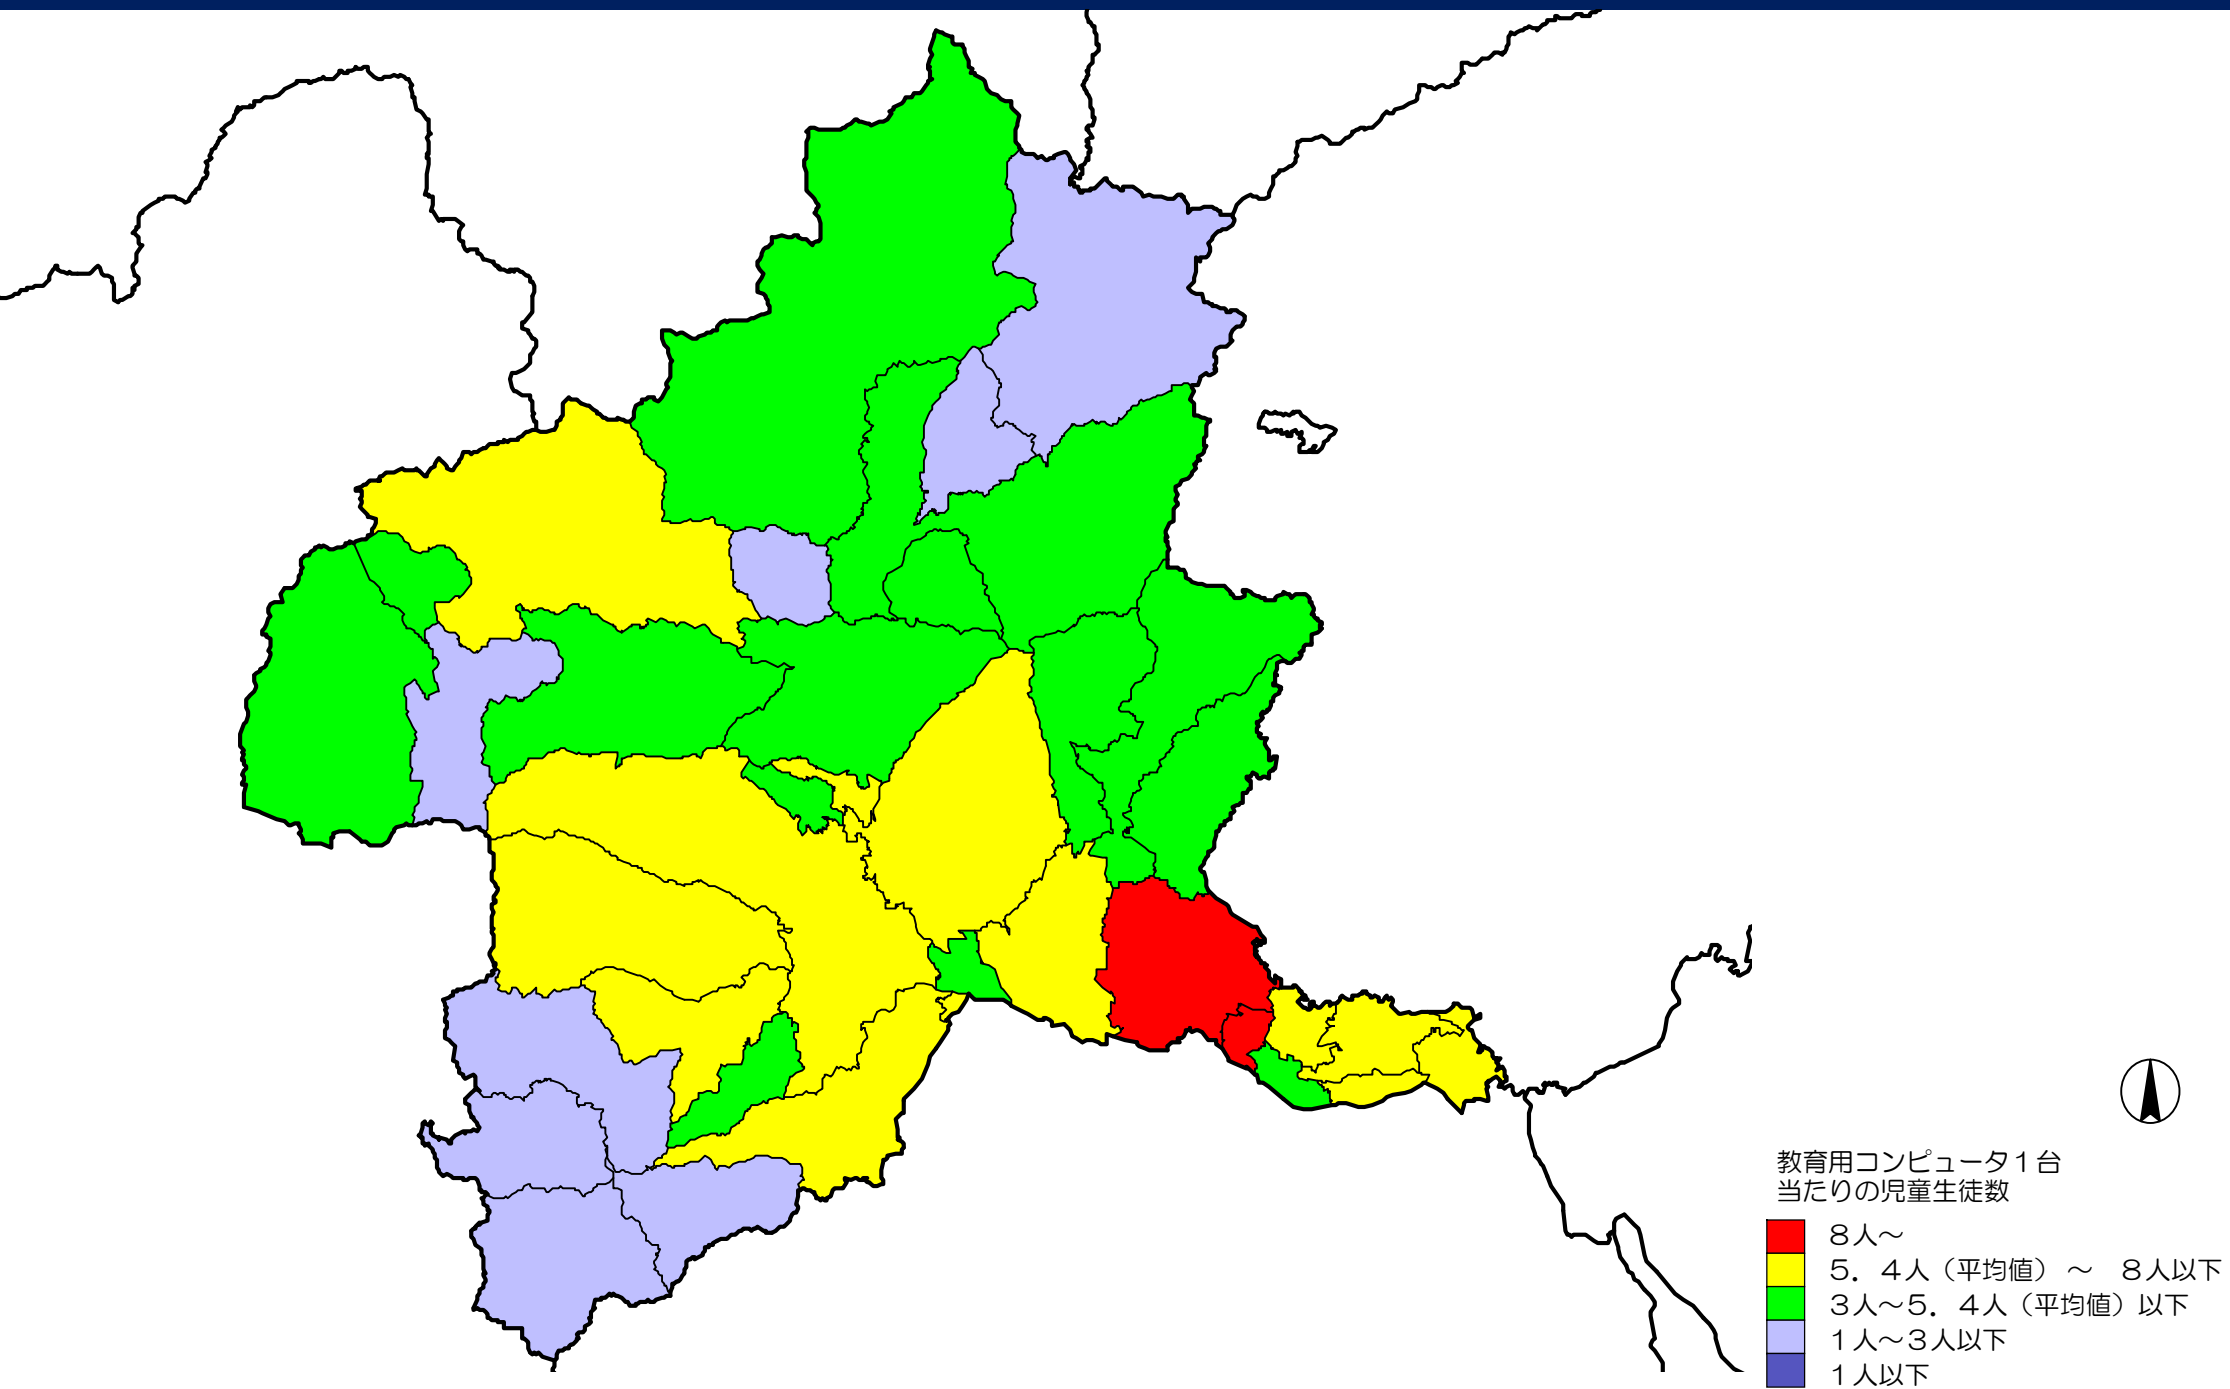 教育用コンピュータ１台
当たりの児童生徒数
８人～
５．４人（平均値）～　８人以下
３人～５．４人（平均値）以下
１人～３人以下
１人以下